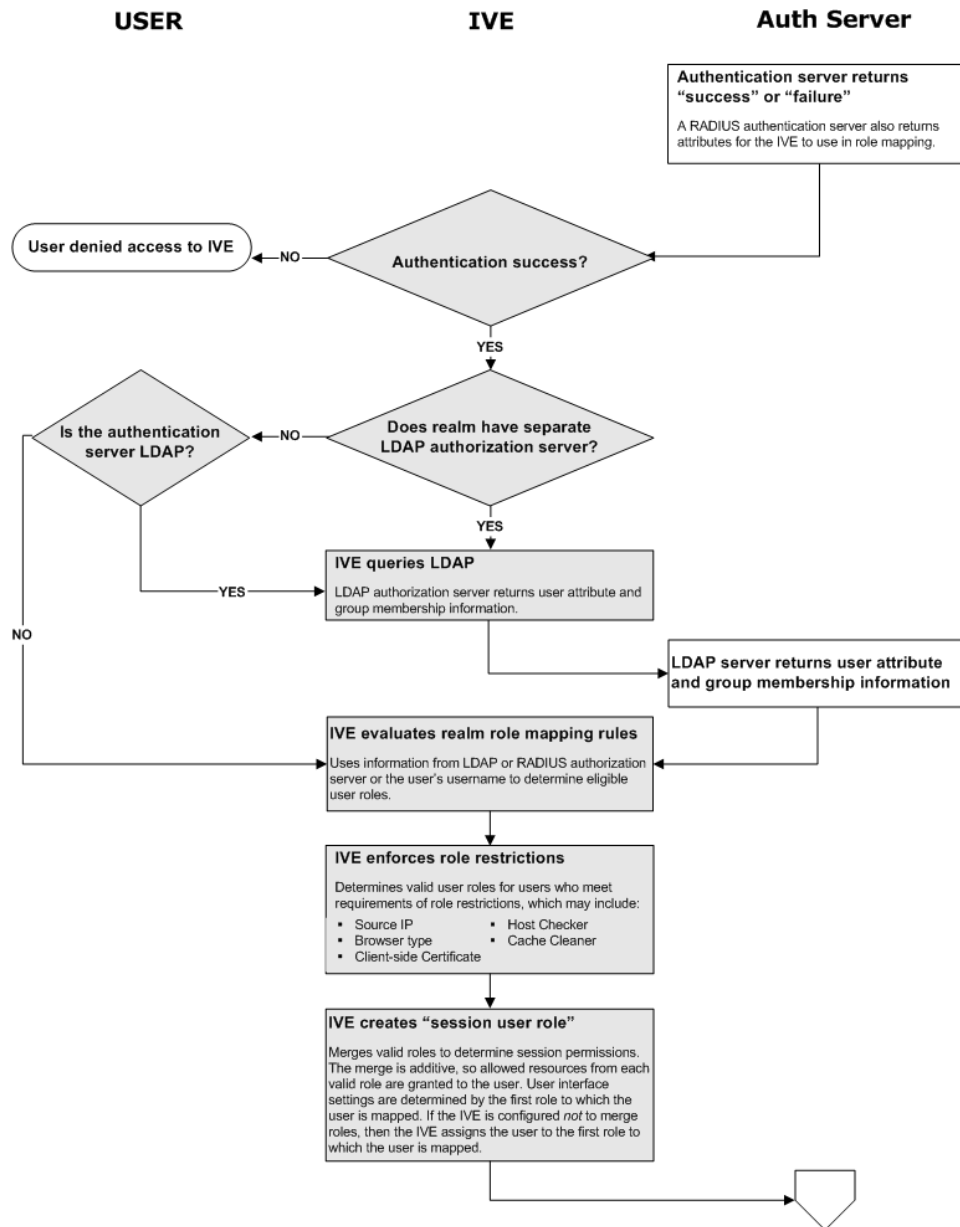 USER
IVE
Auth Server
Authentication server returns
“success” or “failure”
A RADIUS authentication server also returns
attributes for the IVE to use in role mapping.
User denied access to IVE
NO
Authentication success?
YES
Is the authentication
server LDAP?
NO
Does realm have separate
LDAP authorization server?
YES
IVE queries LDAP
LDAP authorization server returns user attribute and
group membership information.
YES
NO
LDAP server returns user attribute
and group membership information
IVE evaluates realm role mapping rules
Uses information from LDAP or RADIUS authorization
server or the user’s username to determine eligible
user roles.
IVE enforces role restrictions
Determines valid user roles for users who meet
requirements of role restrictions, which may include:
▪ Source IP
▪ Browser type
▪ Client-side Certificate
▪ Host Checker
▪ Cache Cleaner
IVE creates “session user role”
Merges valid roles to determine session permissions.
The merge is additive, so allowed resources from each
valid role are granted to the user. User interface
settings are determined by the first role to which the
user is mapped. If the IVE is configured not to merge
roles, then the IVE assigns the user to the first role to
which the user is mapped.